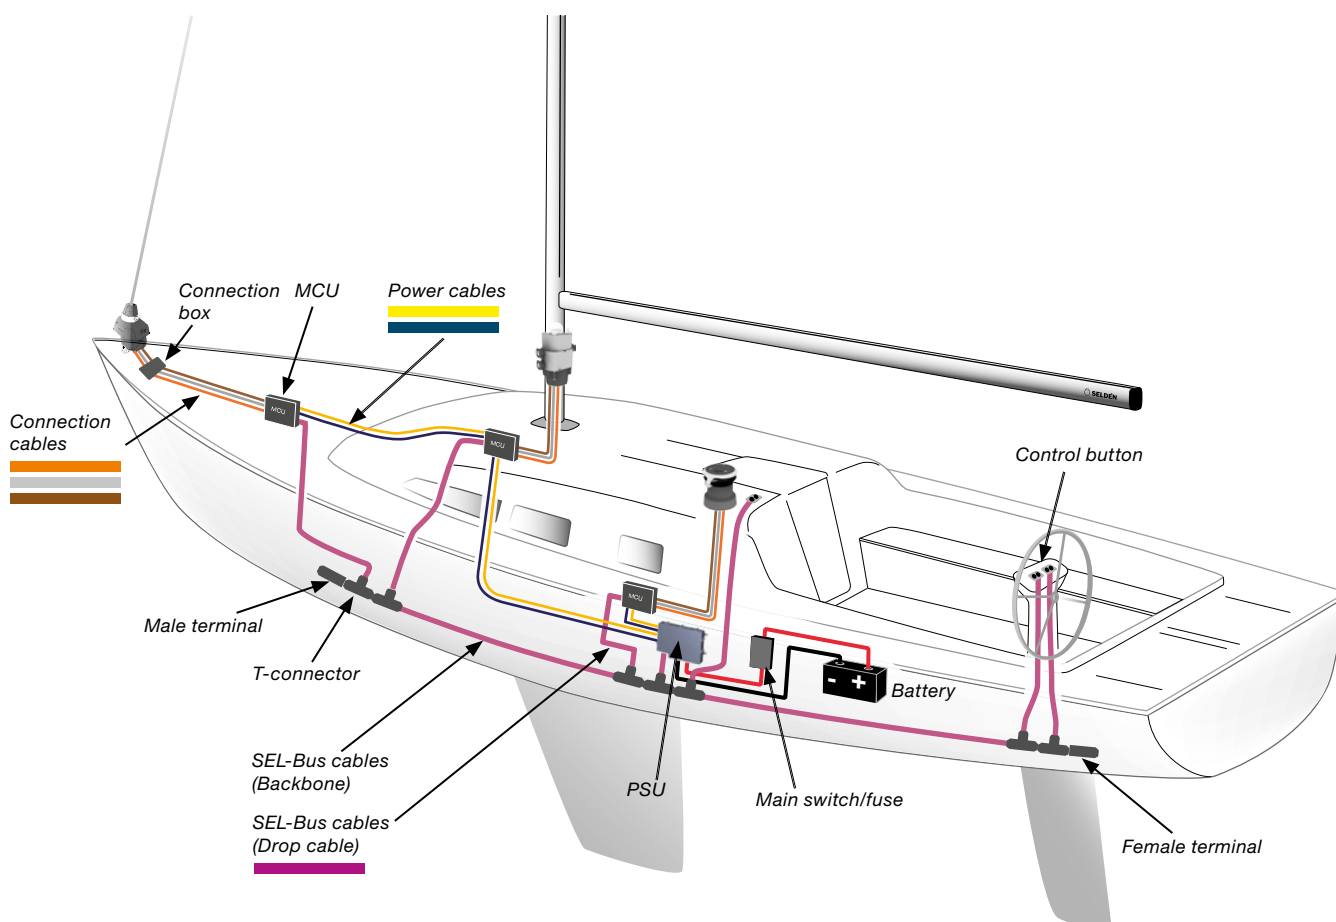 Connection
box
MCU
Power cables
SELDÉN
MCU
Connection
cables
MCU
Control button
MCU
Male terminal
T-connector
- +
Battery
SEL-Bus cables
(Backbone)
PSU
Main switch/fuse
SEL-Bus cables
(Drop cable)
Female terminal